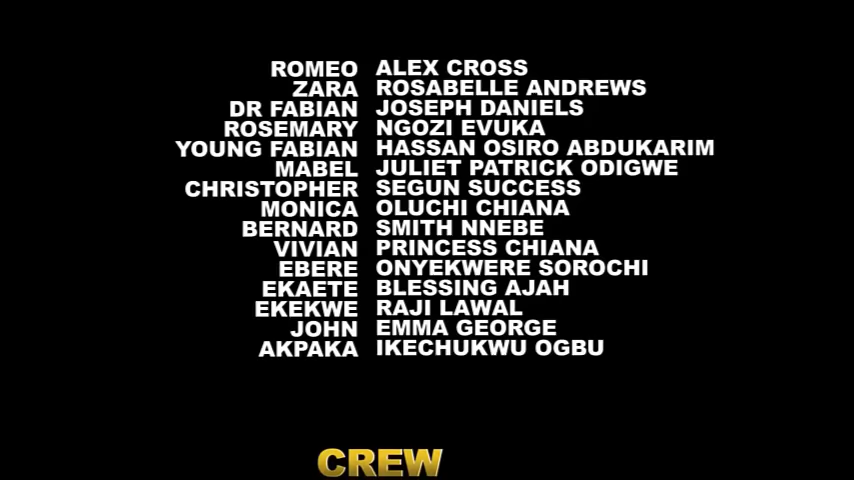 ROMEO ALEX CROSS
ZARA ROSABELLE ANDREWS
DR FABIAN JOSEPH DANIELS
ROSEMARY NGOZI EVUKA
YOUNG FABIAN HASSAN OSIRO ABDUKARIM
MABEL JULIET PATRICK ODIGWE
CHRISTOPHER SEGUN SUCCESS
MONICA OLUCHI CHIANA
BERNARD SMITH NNEBE
VIVIAN PRINCESS CHIANA
EBERE ONYEKWERE SOROCHI
EKAETE BLESSING AJAH
EKEKWE RAJI LAWAL
JOHN EMMA GEORGE
AKPAKA IKECHUKWU OGBU
CREW